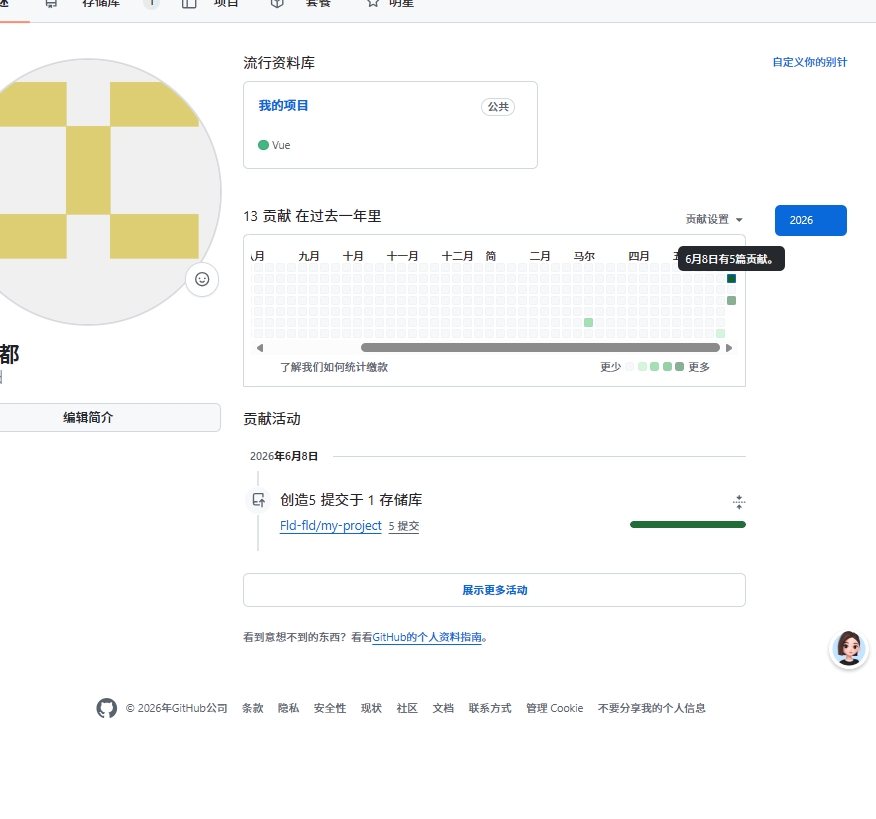 存储库 1 项目 套餐 明星
流行资料库
自定义你的别针
我的项目 公共
Vue
13 贡献 在过去一年里
贡献设置
2026
九月 十月 十一月 十二月 简 二月 马尔 四月
6月8日有5篇贡献。
了解我们如何统计缴款
更少 更多
都
编辑简介
贡献活动
2026年6月8日
创造5 提交于 1 存储库
Fld-fld/my-project 5 提交
展示更多活动
看到意想不到的东西？看看GitHub的个人资料指南。
© 2026年GitHub公司 条款 隐私 安全性 现状 社区 文档 联系方式 管理 Cookie 不要分享我的个人信息